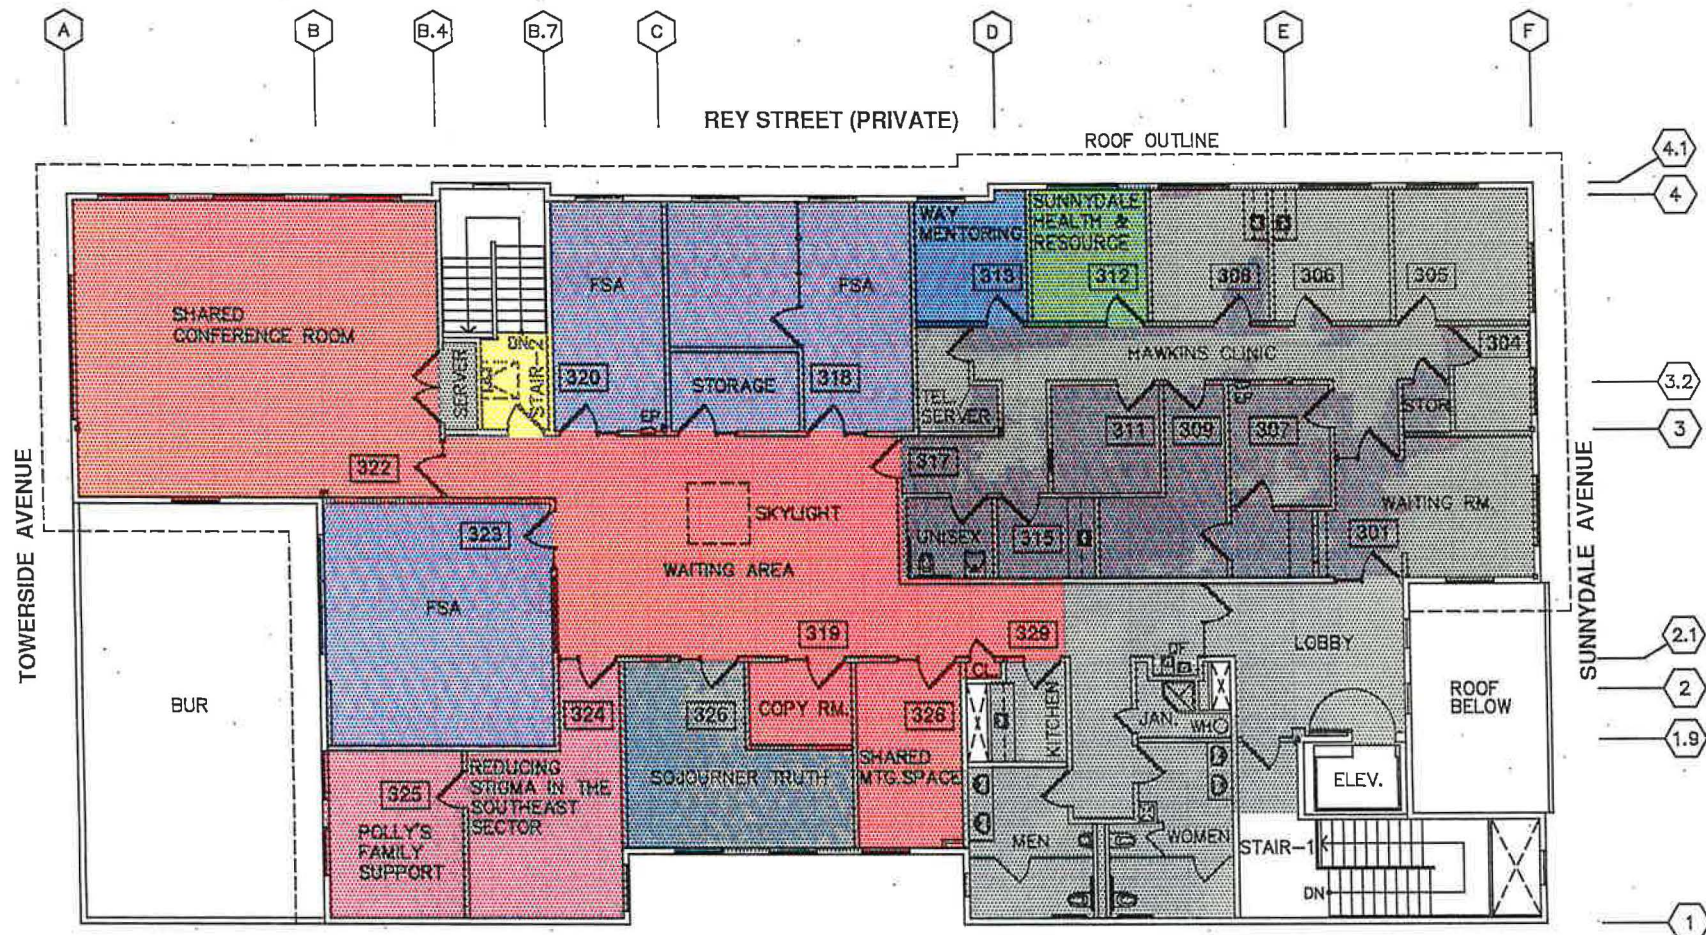 A
B
B.4
B.7
C
D
E
F
REY STREET (PRIVATE)
ROOF OUTLINE
4.1
4
3.2
3
2.1
2
1.9
1
TOWERSIDE AVENUE
SUNNYDALE AVENUE
SHARED
CONFERENCE ROOM
322
SERVER
DN
STAIR-2
FSA
320
EP
STORAGE
FSA
318
WAY
MENTORING
313
SUNNYDALE
HEALTH &
RESOURCE
312
308
306
305
304
HAWKINS CLINIC
TEL.
SERVER
317
311
309
EP
307
STOR
WAITING RM.
301
UNISEX
315
SKYLIGHT
WAITING AREA
323
FSA
BUR
319
329
CL.
324
326
COPY RM.
328
SHARED
MTG.SPACE
SOJOURNER TRUTH
REDUCING
STIGMA IN THE
SOUTHEAST
SECTOR
325
POLLY'S
FAMILY
SUPPORT
KITCHEN
DF
JAN.
WH
LOBBY
ROOF
BELOW
ELEV.
MEN
WOMEN
STAIR-1
DN